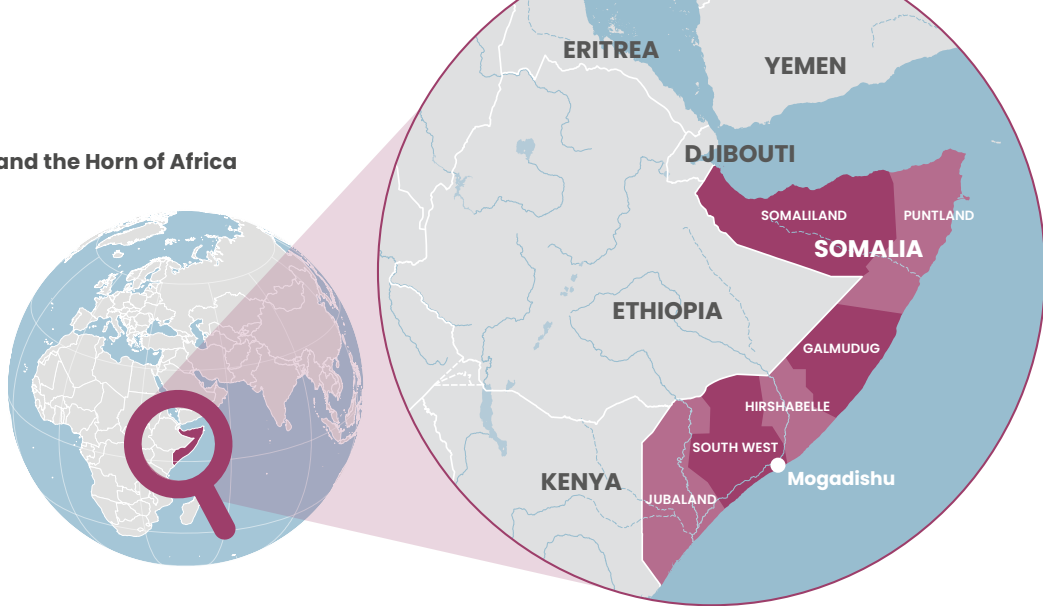 and the Horn of Africa
ERITREA
YEMEN
DJIBOUTI
SOMALILAND
PUNTLAND
SOMALIA
ETHIOPIA
GALMUDUG
HIRSHABELLE
SOUTH WEST
KENYA
Mogadishu
JUBALAND